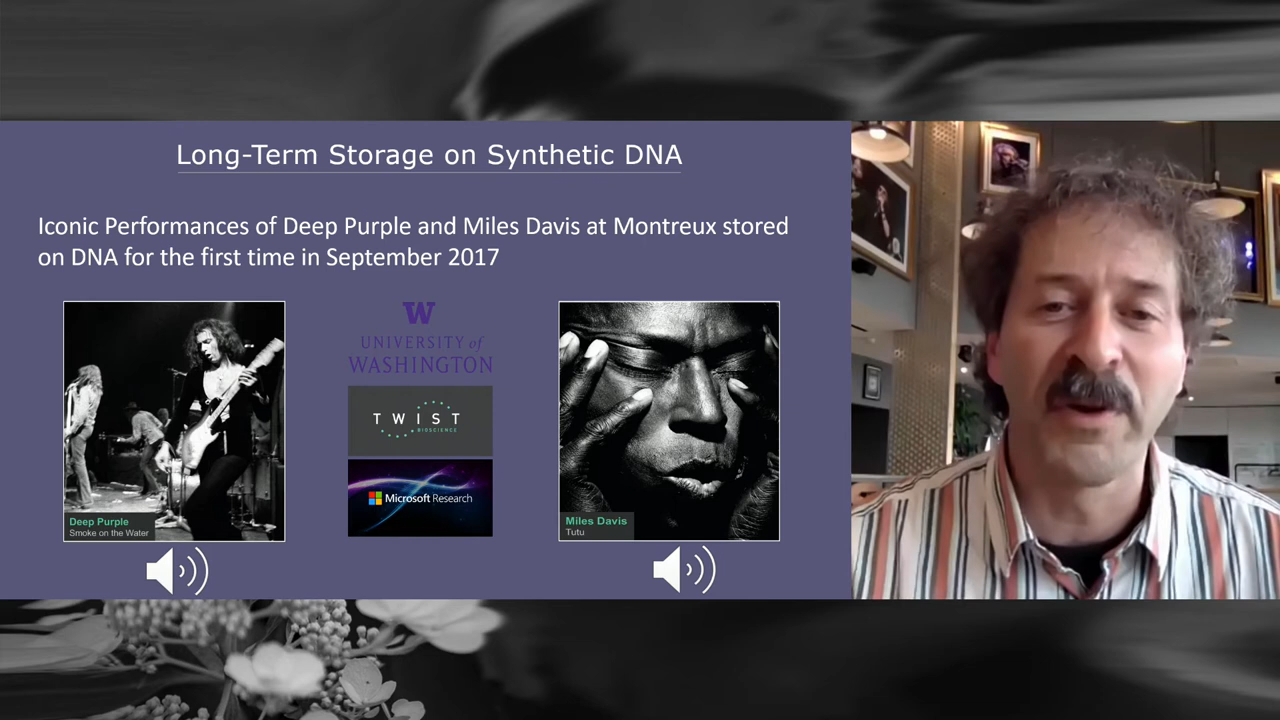 Long-Term Storage on Synthetic DNA
Iconic Performances of Deep Purple and Miles Davis at Montreux stored
on DNA for the first time in September 2017
W
UNIVERSITY of
WASHINGTON
TWIST
BIOSCIENCE
Microsoft Research
Deep Purple
Smoke on the Water
Miles Davis
Tutu